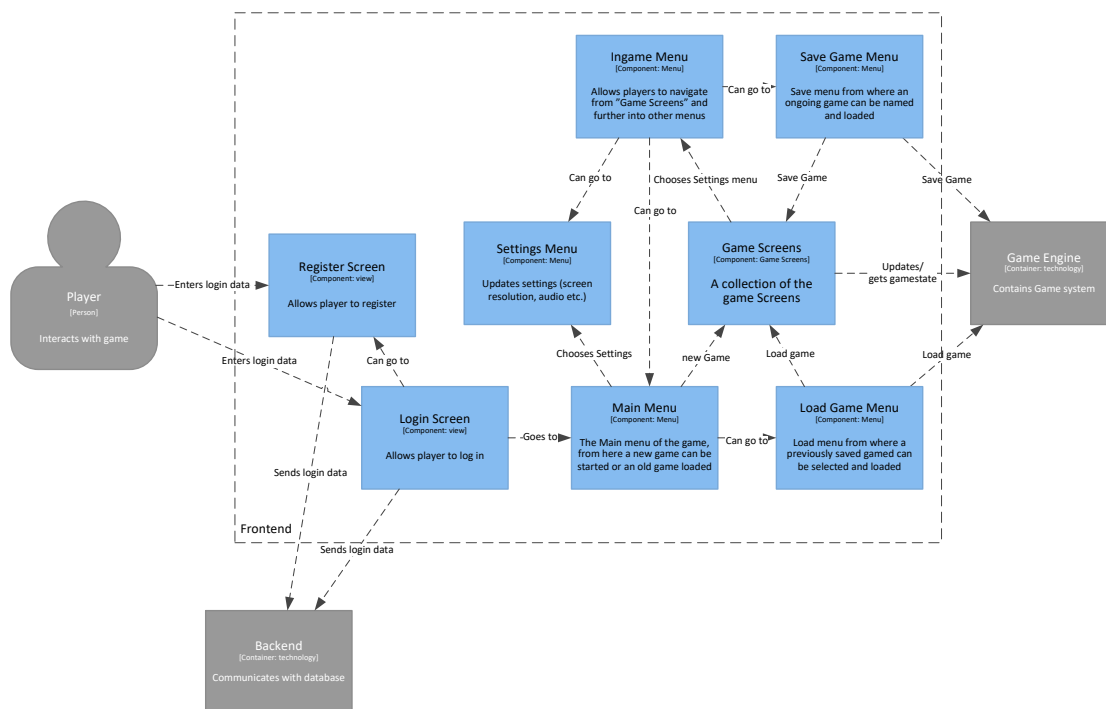 Ingame Menu
[Component: Menu]
Allows players to navigate
from "Game Screens" and
further into other menus
Can go to
Save Game Menu
[Component: Menu]
Save menu from where an
ongoing game can be named
and loaded
Can go to
Chooses Settings menu
Save Game
Save Game
Can go to
Player
[Person]
Interacts with game
Enters login data
Register Screen
[Component: view]
Allows player to register
Settings Menu
[Component: Menu]
Updates settings (screen
resolution, audio etc.)
Game Screens
[Component: Game Screens]
A collection of the
game Screens
Updates/
gets gamestate
Game Engine
[Container: technology]
Contains Game system
Enters login data
Can go to
Chooses Settings
new Game
Load game
Load game
Login Screen
[Component: view]
Allows player to log in
Goes to
Main Menu
[Component: Menu]
The Main menu of the game,
from here a new game can be
started or an old game loaded
Can go to
Load Game Menu
[Component: Menu]
Load menu from where a
previously saved gamed can
be selected and loaded
Sends login data
Frontend
Sends login data
Backend
[Container: technology]
Communicates with database